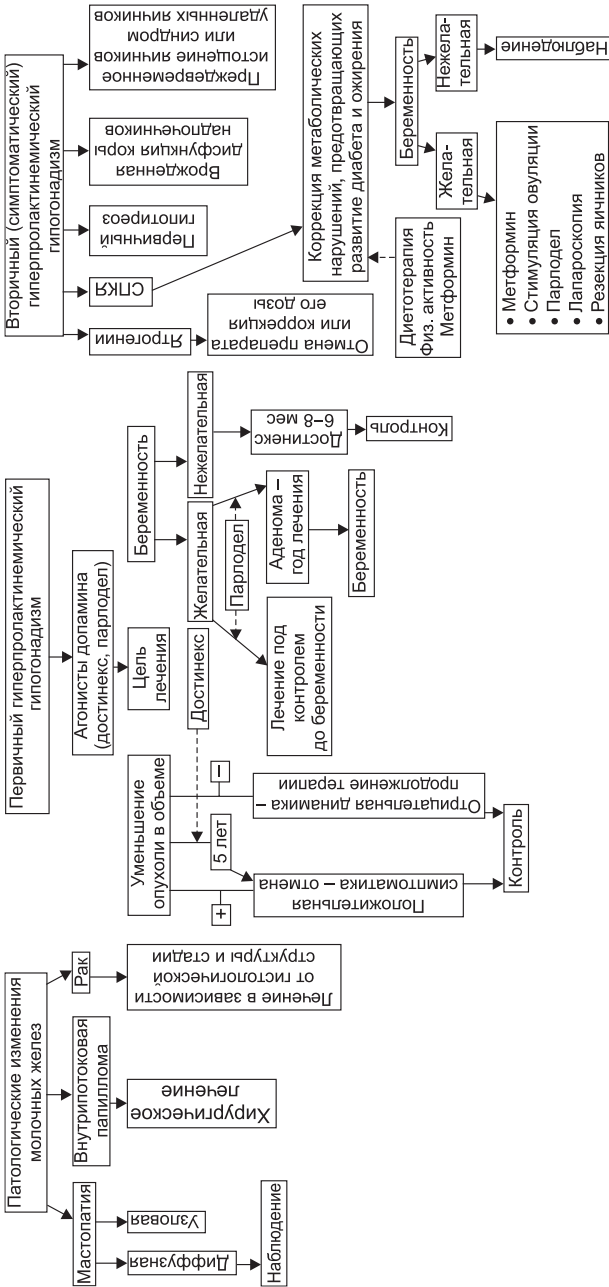 Патологические изменения
молочных желез
Мастопатия
Диффузная
Узловая
Наблюдение
Внутрипотоковая
папиллома
Хирургическое
лечение
Рак
Лечение в зависимости
от гистологической
структуры и стадии
Первичный гиперпролактинемический
гипогонадизм
Агонисты допамина
(достинекс, парлодел)
Цель
лечения
Уменьшение
опухоли в объеме
+
5 лет
–
Достинекс
Положительная
симптоматика – отмена
Отрицательная динамика –
продолжение терапии
Контроль
Беременность
Желательная
Нежелательная
Парлодел
Лечение под
контролем
до беременности
Аденома –
год лечения
Беременность
Достинекс
6–8 мес
Контроль
Вторичный (симптоматический)
гиперпролактинемический
гипогонадизм
Ятрогении
Отмена препарата
или коррекция
его дозы
СПКЯ
Первичный
гипотиреоз
Врожденная
дисфункция коры
надпочечников
Преждевременное
истощение яичников
или синдром
удаленных яичников
Коррекция метаболических
нарушений, предотвращающих
развитие диабета и ожирения
Диетотерапия
Физ. активность
Метформин
Беременность
Жела-
тельная
Нежела-
тельная
• Метформин
• Стимуляция овуляции
• Парлодел
• Лапароскопия
• Резекция яичников
Наблюдение